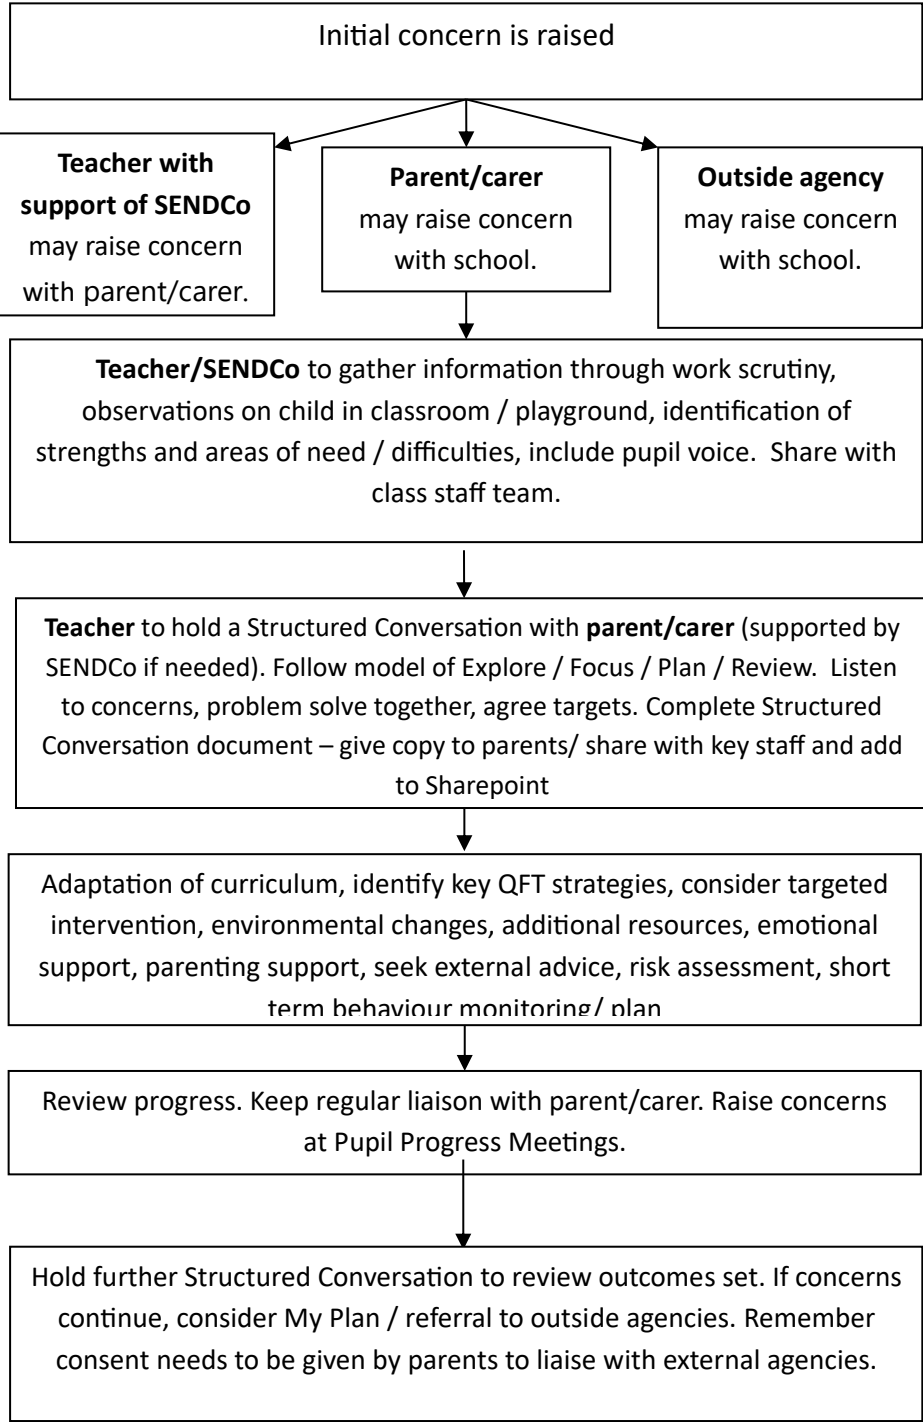 Initial concern is raised
Teacher with
support of SENDCo
may raise concern
with parent/carer.
Parent/carer
may raise concern
with school.
Outside agency
may raise concern
with school.
Teacher/SENDCo to gather information through work scrutiny,
observations on child in classroom / playground, identification of
strengths and areas of need / difficulties, include pupil voice.  Share with
class staff team.
Teacher to hold a Structured Conversation with parent/carer (supported by
SENDCo if needed). Follow model of Explore / Focus / Plan / Review.  Listen
to concerns, problem solve together, agree targets. Complete Structured
Conversation document – give copy to parents/ share with key staff and add
to Sharepoint
Adaptation of curriculum, identify key QFT strategies, consider targeted
intervention, environmental changes, additional resources, emotional
support, parenting support, seek external advice, risk assessment, short
term behaviour monitoring/ plan
Review progress. Keep regular liaison with parent/carer. Raise concerns
at Pupil Progress Meetings.
Hold further Structured Conversation to review outcomes set. If concerns
continue, consider My Plan / referral to outside agencies. Remember
consent needs to be given by parents to liaise with external agencies.